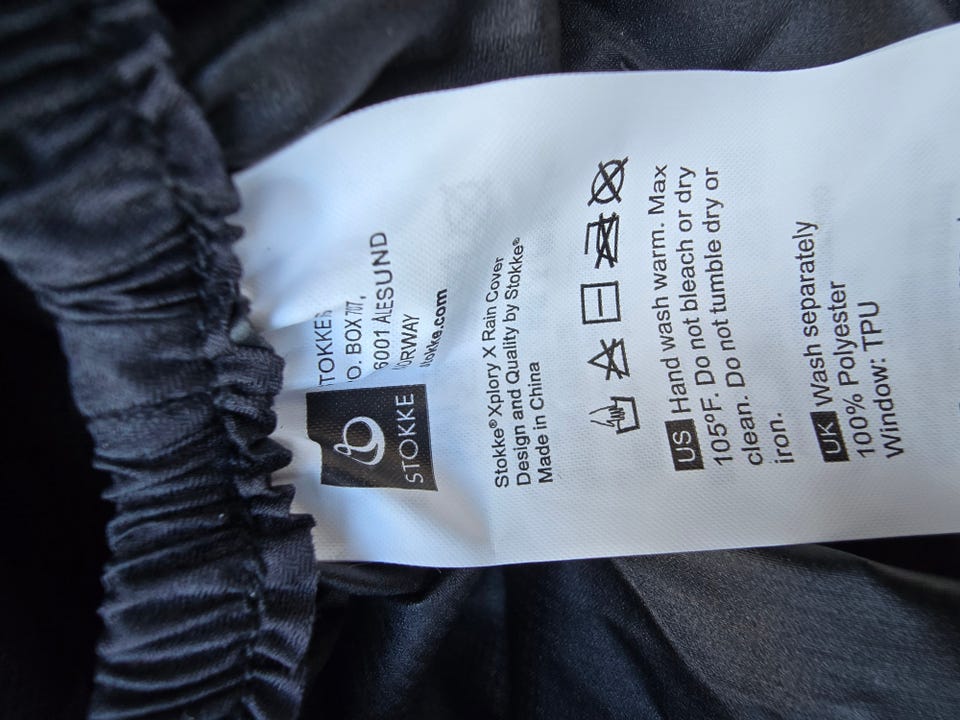 STOKKE
P.O. BOX 707,
6001 ÅLESUND
NORWAY
stokke.com
STOKKE
Stokke® Xplory X Rain Cover
Design and Quality by Stokke®
Made in China
US Hand wash warm. Max
105ºF. Do not bleach or dry
clean. Do not tumble dry or
iron.
UK Wash separately
100% Polyester
Window: TPU